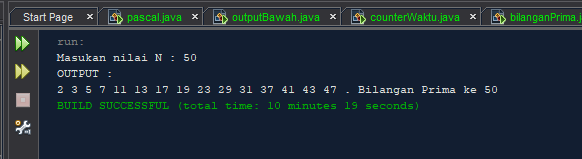 Start Page × pascal.java × outputBawah.java × counterWaktu.java × bilanganPrima.j
run:
Masukan nilai N : 50
OUTPUT :
2 3 5 7 11 13 17 19 23 29 31 37 41 43 47 . Bilangan Prima ke 50
BUILD SUCCESSFUL (total time: 10 minutes 19 seconds)